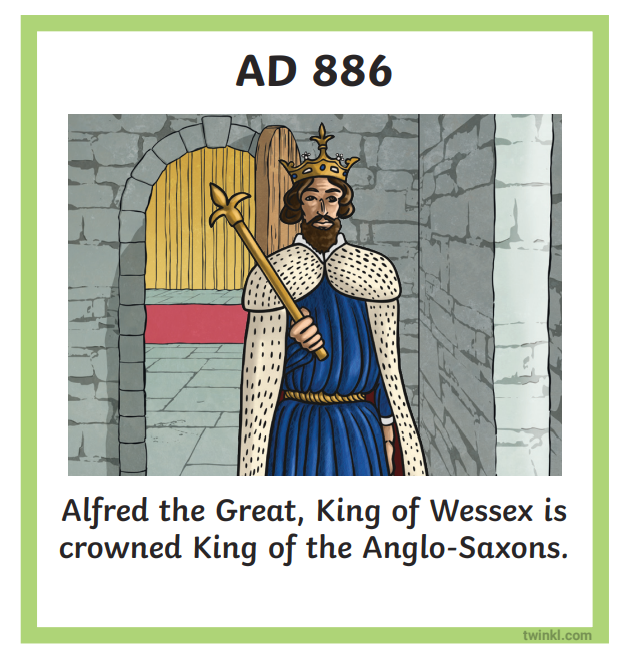 AD 886
Alfred the Great, King of Wessex is
crowned King of the Anglo-Saxons.
twinkl.com